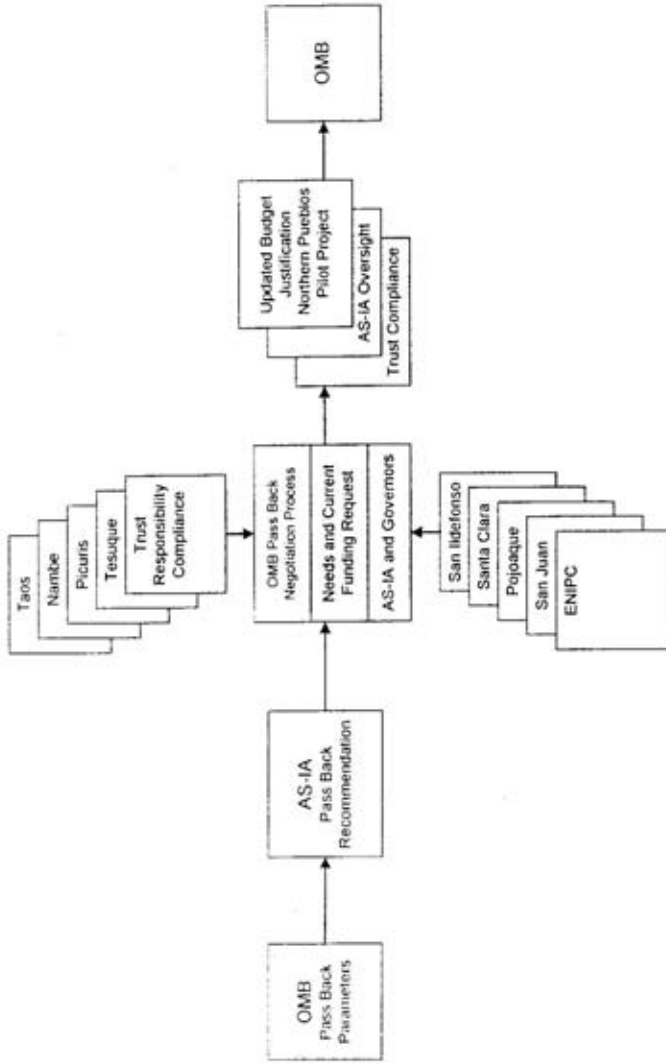 OMB
Pass Back
Parameters
AS-IA
Pass Back
Recommendation
Taos
Nambe
Picuris
Tesuque
Trust
Responsibility
Compliance
OMB Pass Back
Negotiation Process
Needs and Current
Funding Request
AS-IA and Governors
San Ildefonso
Santa Clara
Pojoaque
San Juan
ENIPC
Updated Budget
Justification
Northern Pueblos
Pilot Project
AS-IA Oversight
Trust Compliance
OMB